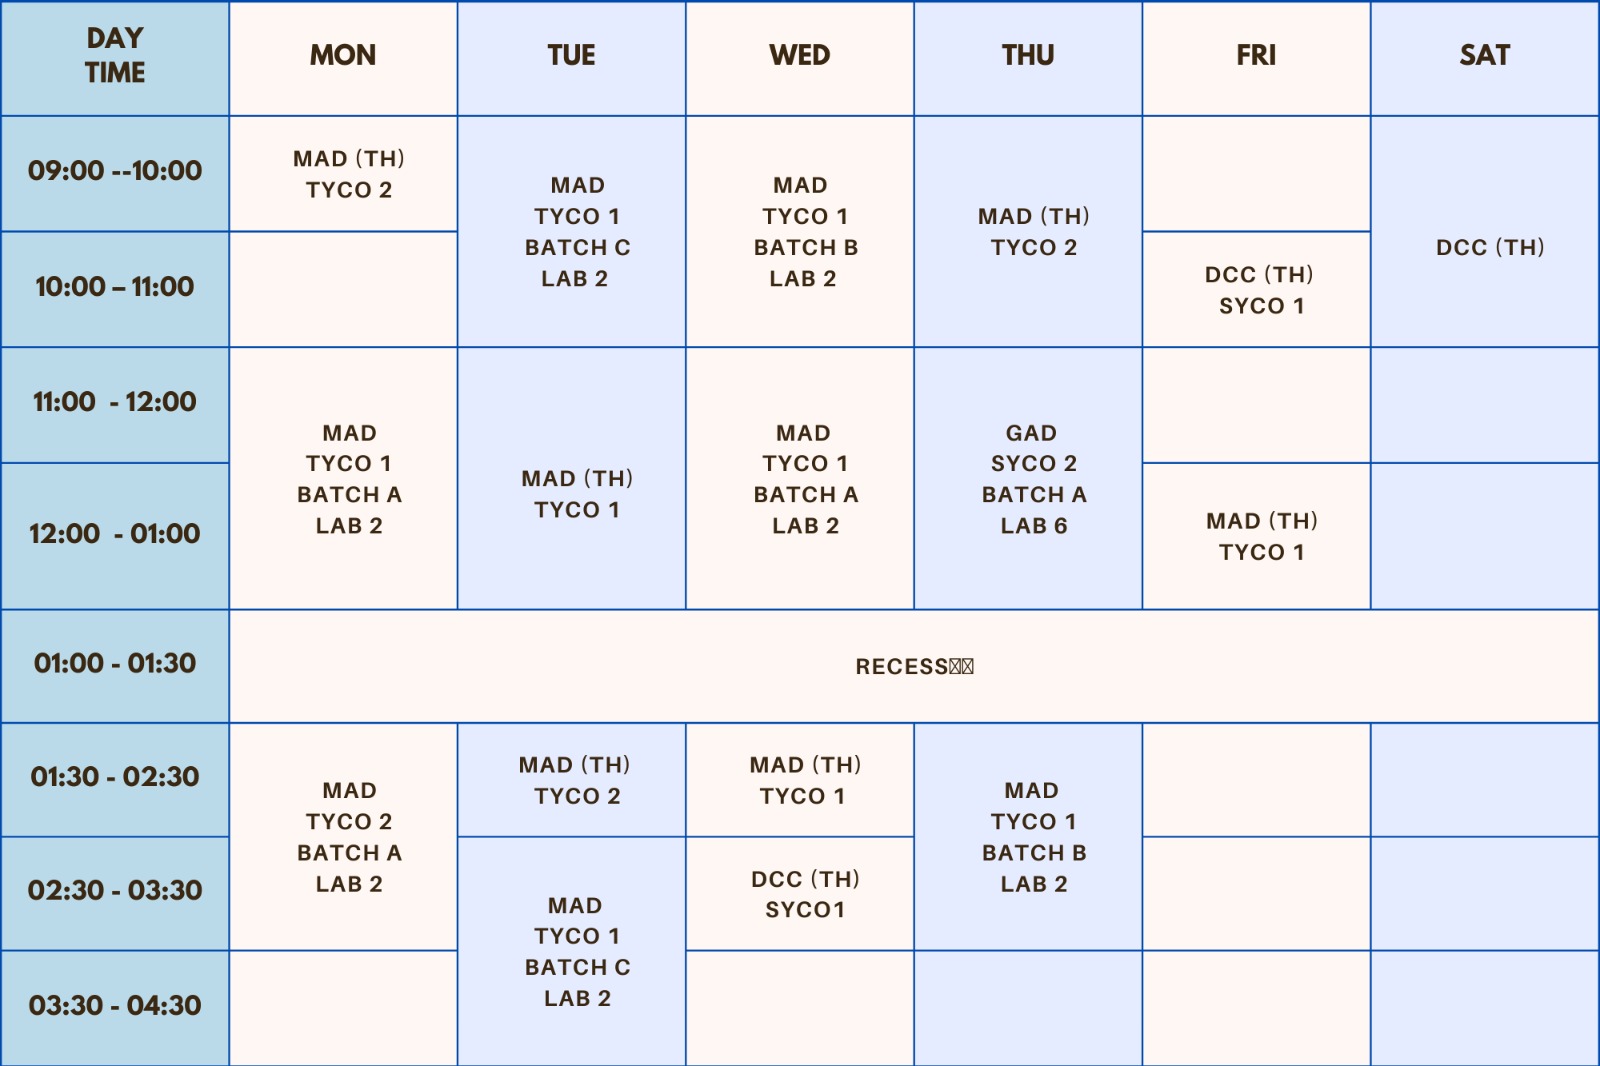 DAY
TIME
MON
TUE
WED
THU
FRI
SAT
09:00 --10:00
MAD (TH)
TYCO 2
MAD
TYCO 1
BATCH C
LAB 2
MAD
TYCO 1
BATCH B
LAB 2
MAD (TH)
TYCO 2
DCC (TH)
10:00 – 11:00
DCC (TH)
SYCO 1
11:00 - 12:00
MAD
TYCO 1
BATCH A
LAB 2
MAD (TH)
TYCO 1
MAD
TYCO 1
BATCH A
LAB 2
GAD
SYCO 2
BATCH A
LAB 6
12:00 - 01:00
MAD (TH)
TYCO 1
01:00 - 01:30
RECESS
01:30 - 02:30
MAD
TYCO 2
BATCH A
LAB 2
MAD (TH)
TYCO 2
MAD (TH)
TYCO 1
MAD
TYCO 1
BATCH B
LAB 2
02:30 - 03:30
MAD
TYCO 1
BATCH C
LAB 2
DCC (TH)
SYCO1
03:30 - 04:30